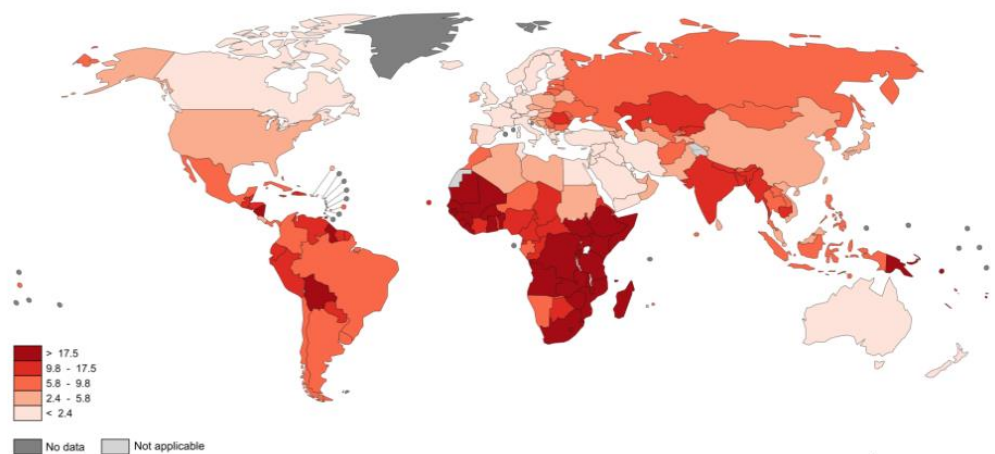 > 17.5
9.8 - 17.5
5.8 - 9.8
2.4 - 5.8
< 2.4
No data
Not applicable